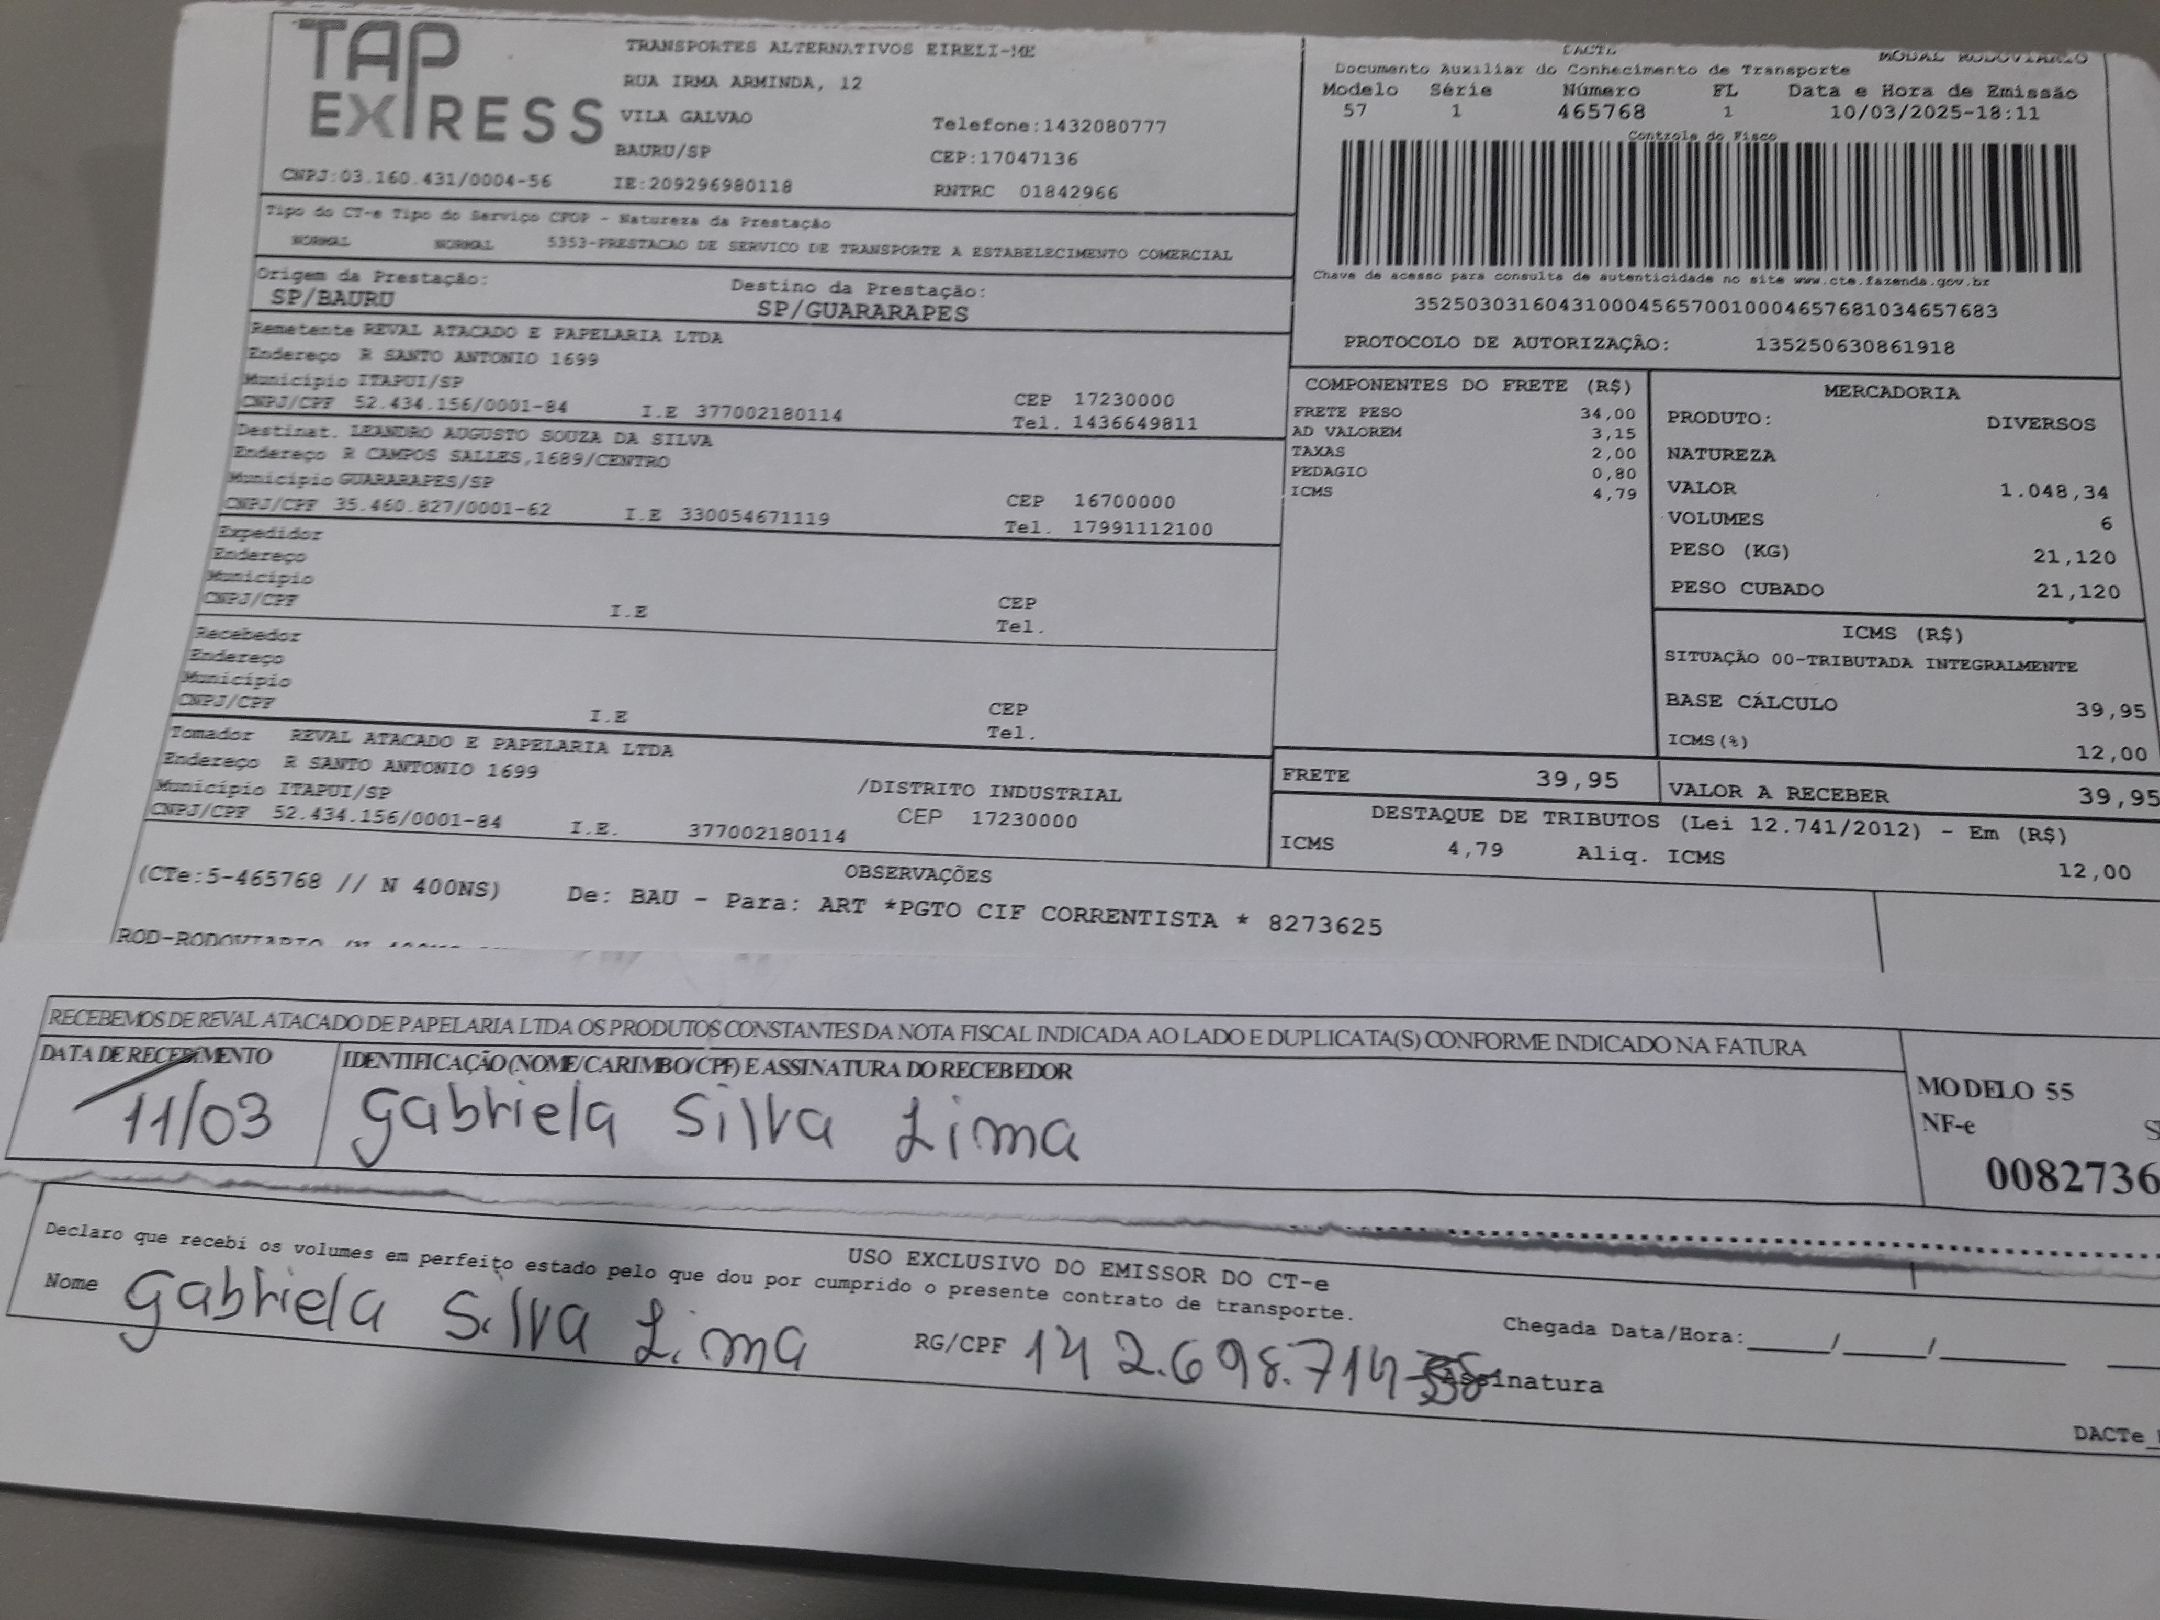 TAP
EXPRESS
TRANSPORTES ALTERNATIVOS EIRELI-ME
RUA IRMA ARMINDA, 12
VILA GALVAO Telefone:1432080777
BAURU/SP CEP:17047136
CNPJ:03.160.431/0004-56 IE:209296980118 RNTRC 01842966
DACTE MODAL RODOVIARIO
Documento Auxiliar do Conhecimento de Transporte
Modelo Série Número FL Data e Hora de Emissão
57 1 465768 1 10/03/2025-18:11
Controle do Fisco
Chave de acesso para consulta de autenticidade no site www.cte.fazenda.gov.br
35250303160431000456570010004657681034657683
PROTOCOLO DE AUTORIZAÇÂO: 135250630861918
Tipo do CT-e Tipo do Serviço CFOP - Natureza da Prestação
NORMAL NORMAL 5353-PRESTACAO DE SERVICO DE TRANSPORTE A ESTABELECIMENTO COMERCIAL
Origem da Prestação: Destino da Prestação:
SP/BAURU SP/GUARARAPES
Remetente REVAL ATACADO E PAPELARIA LTDA
Endereço R SANTO ANTONIO 1699
Município ITAPUI/SP CEP 17230000
CNPJ/CPF 52.434.156/0001-84 I.E 377002180114 Tel. 1436649811
Destinat. LEANDRO AUGUSTO SOUZA DA SILVA
Endereço R CAMPOS SALLES,1689/CENTRO
Município GUARARAPES/SP CEP 16700000
CNPJ/CPF 35.460.827/0001-62 I.E 330054671119 Tel. 17991112100
Expedidor
Endereço
Município CEP
CNPJ/CPF I.E Tel.
Recebedor
Endereço
Município CEP
CNPJ/CPF I.E Tel.
Tomador REVAL ATACADO E PAPELARIA LTDA
Endereço R SANTO ANTONIO 1699 /DISTRITO INDUSTRIAL
Município ITAPUI/SP CEP 17230000
CNPJ/CPF 52.434.156/0001-84 I.E. 377002180114
COMPONENTES DO FRETE (R$)
FRETE PESO 34,00
AD VALOREM 3,15
TAXAS 2,00
PEDAGIO 0,80
ICMS 4,79
MERCADORIA
PRODUTO: DIVERSOS
NATUREZA
VALOR 1.048,34
VOLUMES 6
PESO (KG) 21,120
PESO CUBADO 21,120
ICMS (R$)
SITUAÇÃO 00-TRIBUTADA INTEGRALMENTE
BASE CÁLCULO 39,95
ICMS(%) 12,00
FRETE 39,95 VALOR A RECEBER 39,95
DESTAQUE DE TRIBUTOS (Lei 12.741/2012) - Em (R$)
ICMS 4,79 Aliq. ICMS 12,00
OBSERVAÇÕES
(CTe:5-465768 // N 400NS) De: BAU - Para: ART *PGTO CIF CORRENTISTA * 8273625
ROD-RODOVIARIO
RECEBEMOS DE REVAL ATACADO DE PAPELARIA LTDA OS PRODUTOS CONSTANTES DA NOTA FISCAL INDICADA AO LADO E DUPLICATA(S) CONFORME INDICADO NA FATURA
DATA DE RECEBIMENTO IDENTIFICAÇÃO (NOME/CARIMBO/CPF) E ASSINATURA DO RECEBEDOR
11/03 Gabriela Silva Lima
MODELO 55
NF-e S
0082736
USO EXCLUSIVO DO EMISSOR DO CT-e
Declaro que recebi os volumes em perfeito estado pelo que dou por cumprido o presente contrato de transporte.
Nome Gabriela Silva Lima RG/CPF 142.698.714- Assinatura
Chegada Data/Hora:____/____/______
DACTe